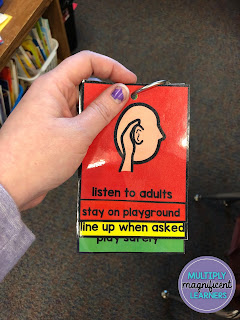 listen to adults
stay on playground
line up when asked
play safely
MULTIPLY
magnificent
LEARNERS